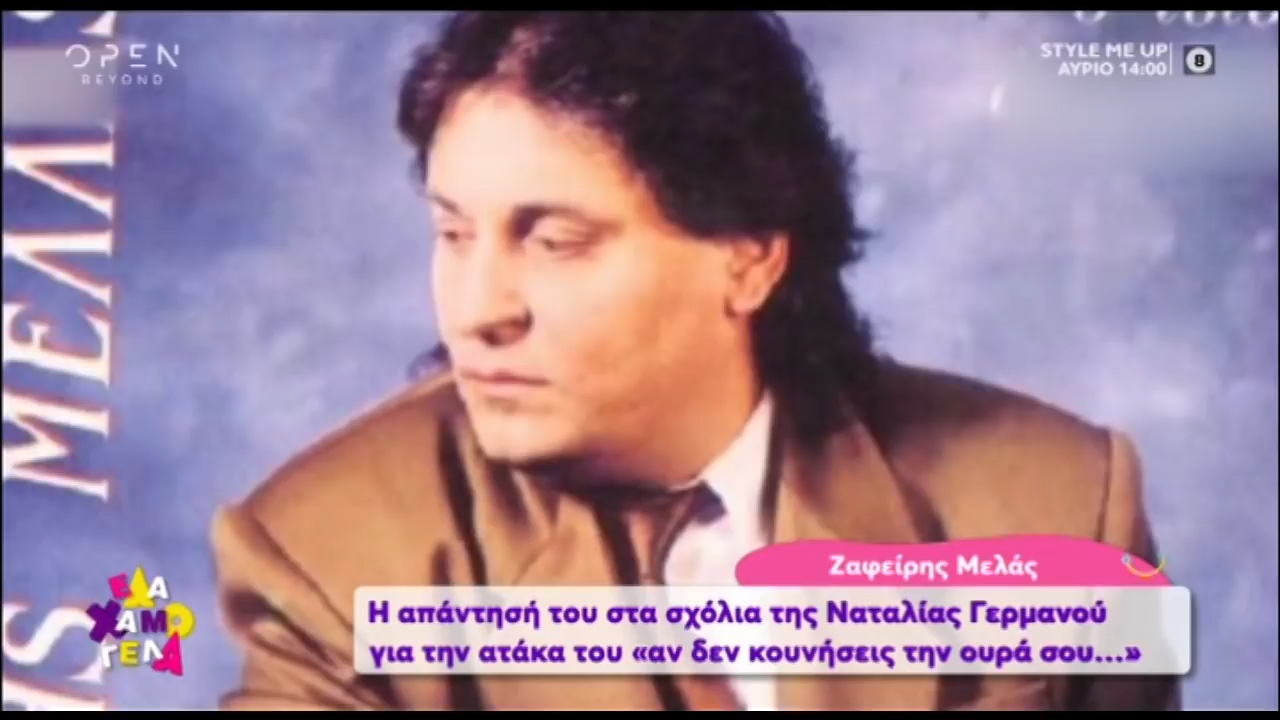 OPEN
BEYOND
STYLE ME UP
ΑΥΡΙΟ 14:00
8
ΜΕΛΑΣ
Ζαφείρης Μελάς
Η απάντησή του στα σχόλια της Ναταλίας Γερμανού
για την ατάκα του «αν δεν κουνήσεις την ουρά σου...»
ΕΛΑ
ΧΑΜΟ
ΓΕΛΑ